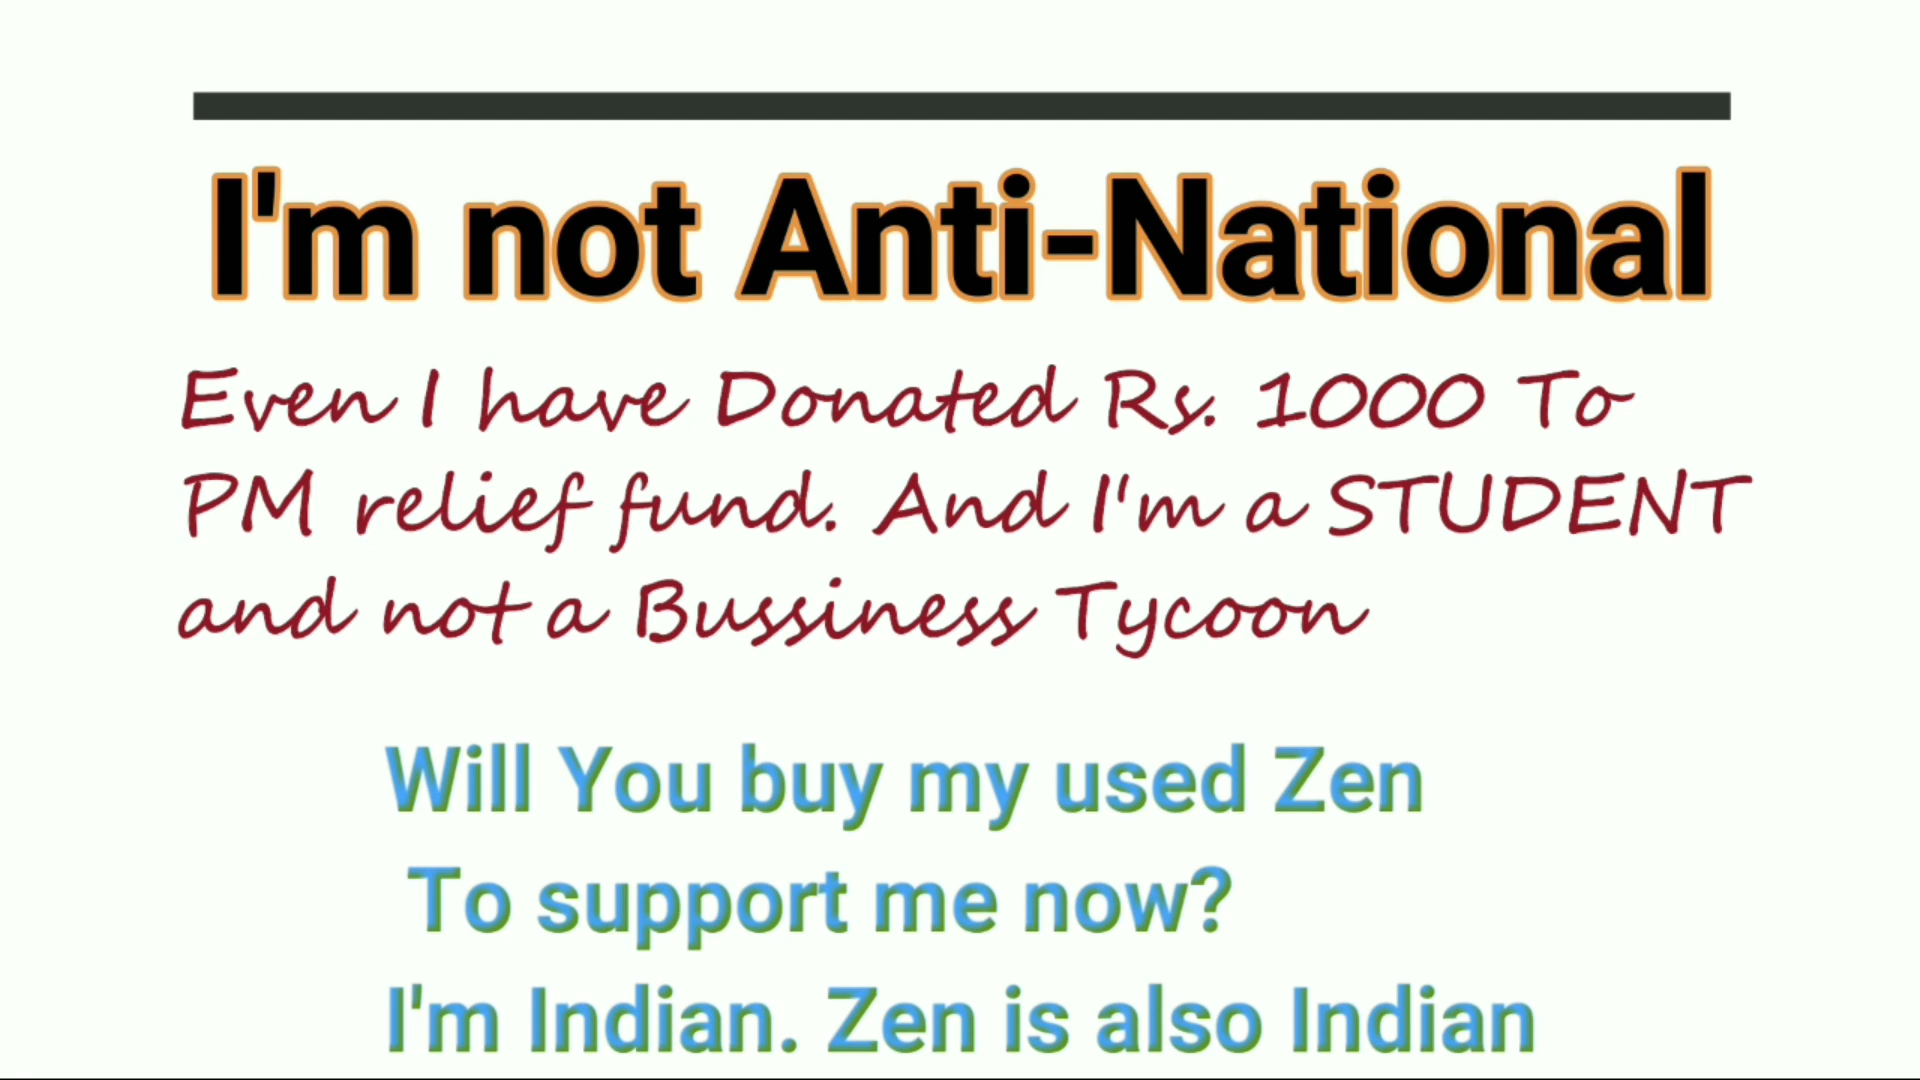 I'm not Anti-National
Even I have Donated Rs. 1000 To
PM relief fund. And I'm a STUDENT
and not a Bussiness Tycoon
Will You buy my used Zen
To support me now?
I'm Indian. Zen is also Indian